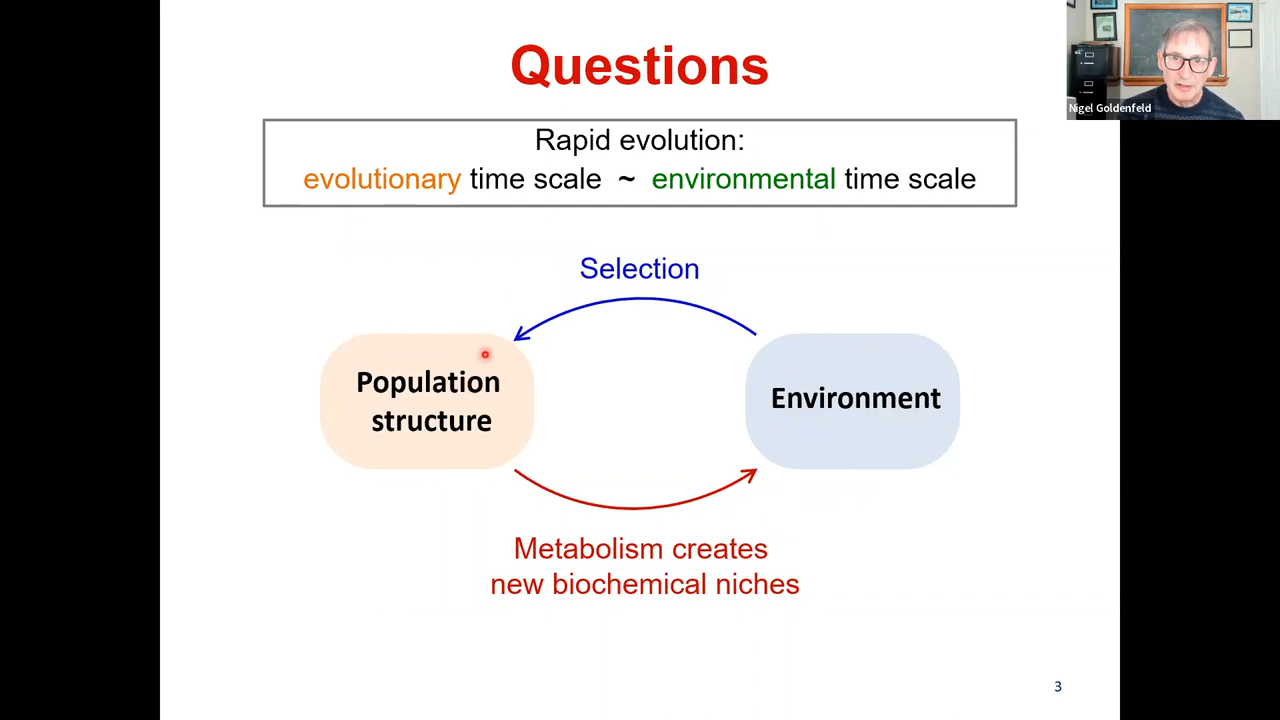 Questions
Rapid evolution:
evolutionary time scale ~ environmental time scale
Selection
Population
structure
Environment
Metabolism creates
new biochemical niches
3
Nigel Goldenfeld